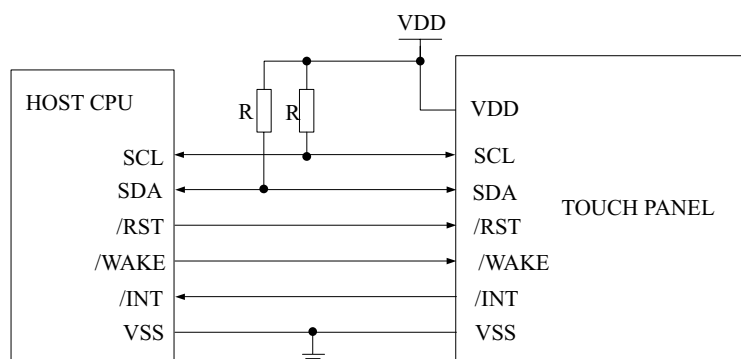 VDD
HOST CPU
R
R
VDD
SCL
SCL
SDA
SDA
/RST
/RST
TOUCH PANEL
/WAKE
/WAKE
/INT
/INT
VSS
VSS